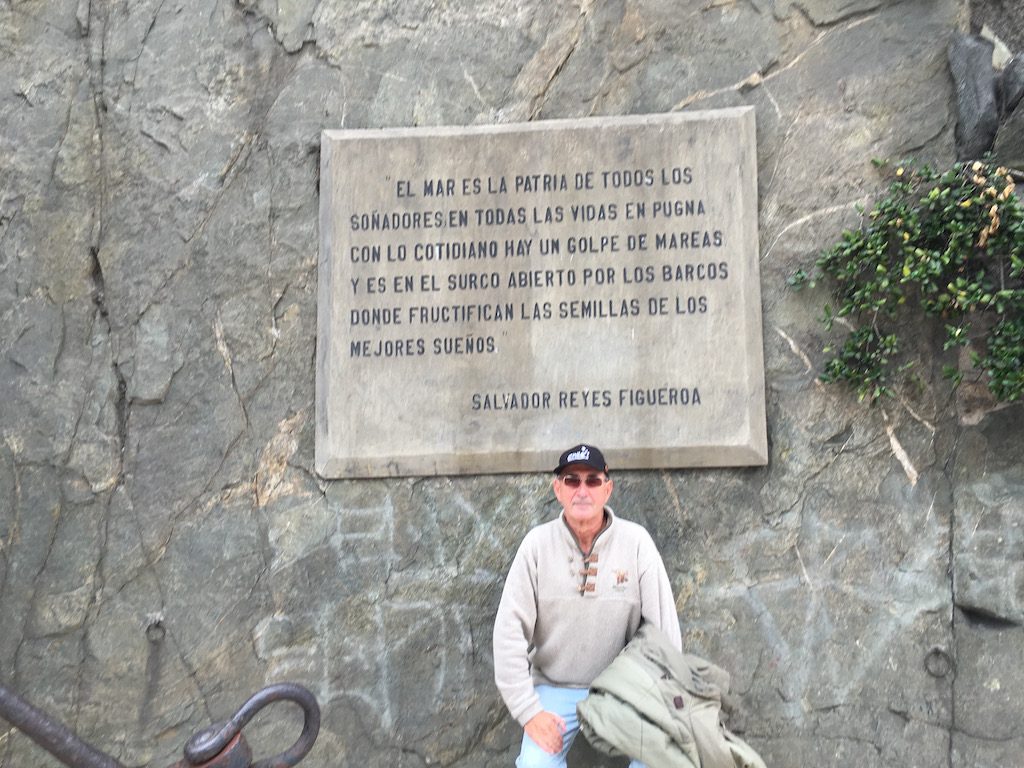 "EL MAR ES LA PATRIA DE TODOS LOS
SOÑADORES, EN TODAS LAS VIDAS EN PUGNA
CON LO COTIDIANO HAY UN GOLPE DE MAREAS
Y ES EN EL SURCO ABIERTO POR LOS BARCOS
DONDE FRUCTIFICAN LAS SEMILLAS DE LOS
MEJORES SUEÑOS."
SALVADOR REYES FIGUEROA